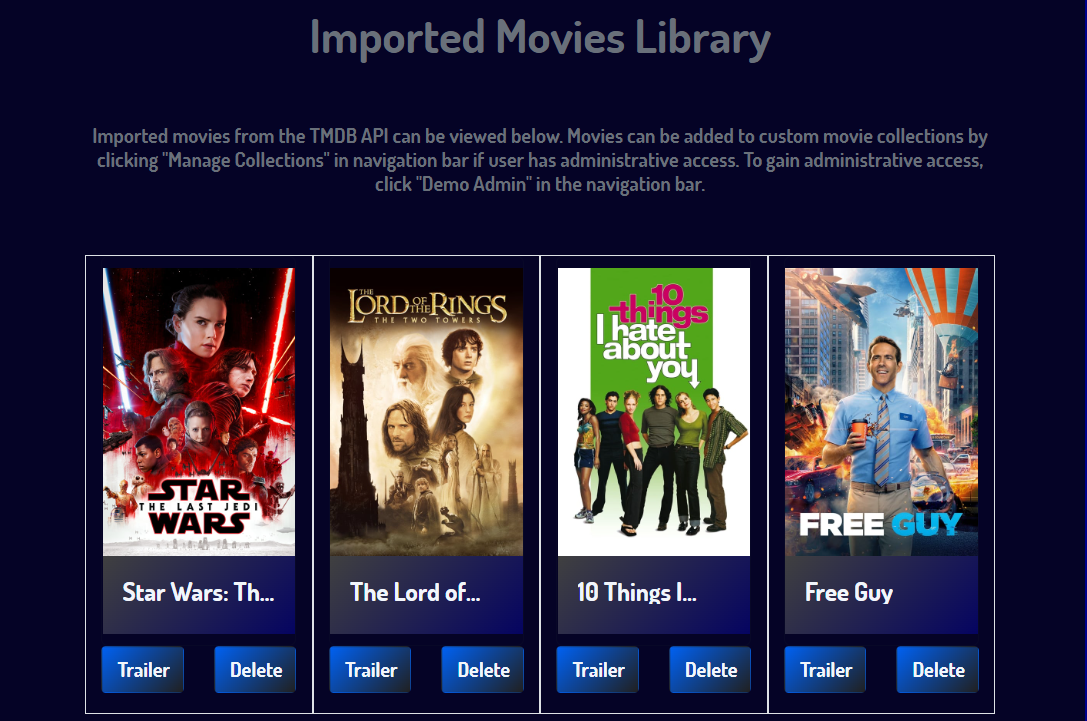 Imported Movies Library
Imported movies from the TMDB API can be viewed below. Movies can be added to custom movie collections by
clicking "Manage Collections" in navigation bar if user has administrative access. To gain administrative access,
click "Demo Admin" in the navigation bar.
STAR
THE LAST JEDI
WARS
THE
LORD OF THE RINGS
THE TWO TOWERS
10
things
I hate
about
you
FREE GUY
Star Wars: Th...
The Lord of...
10 Things I...
Free Guy
Trailer Delete Trailer Delete Trailer Delete Trailer Delete